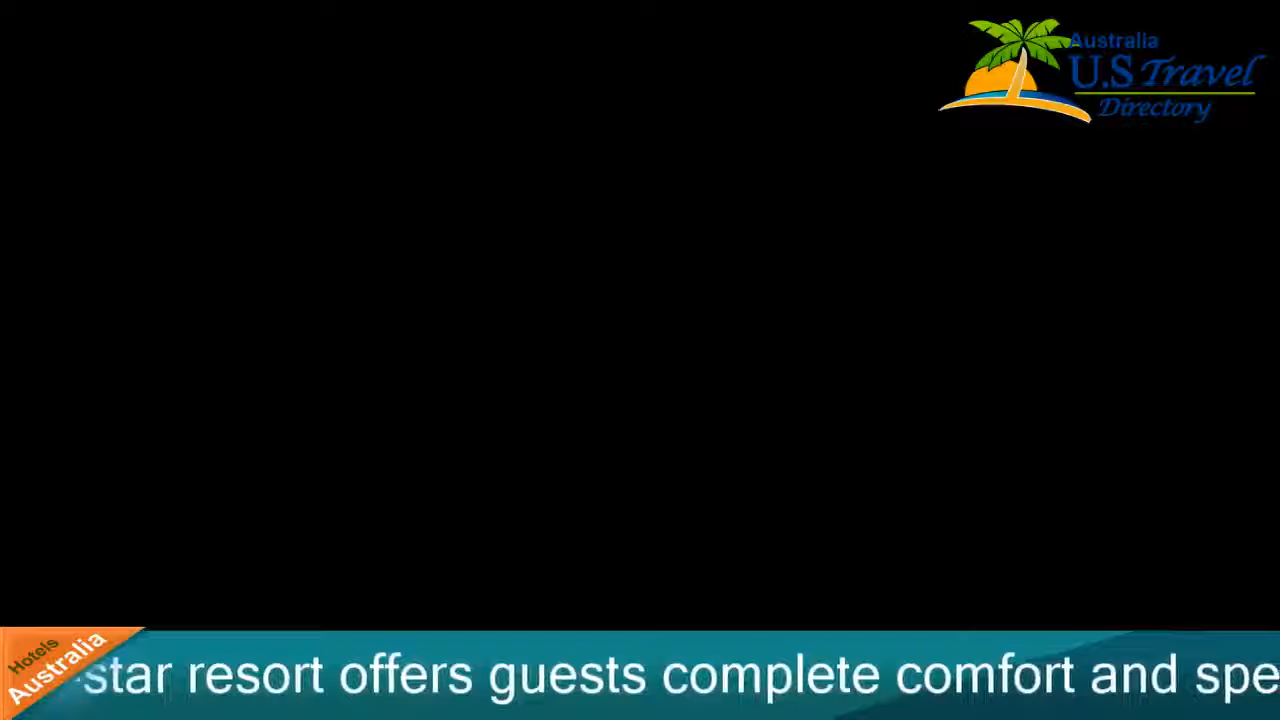 Australia
U.S Travel
Directory
Hotels
Australia
-star resort offers guests complete comfort and spe